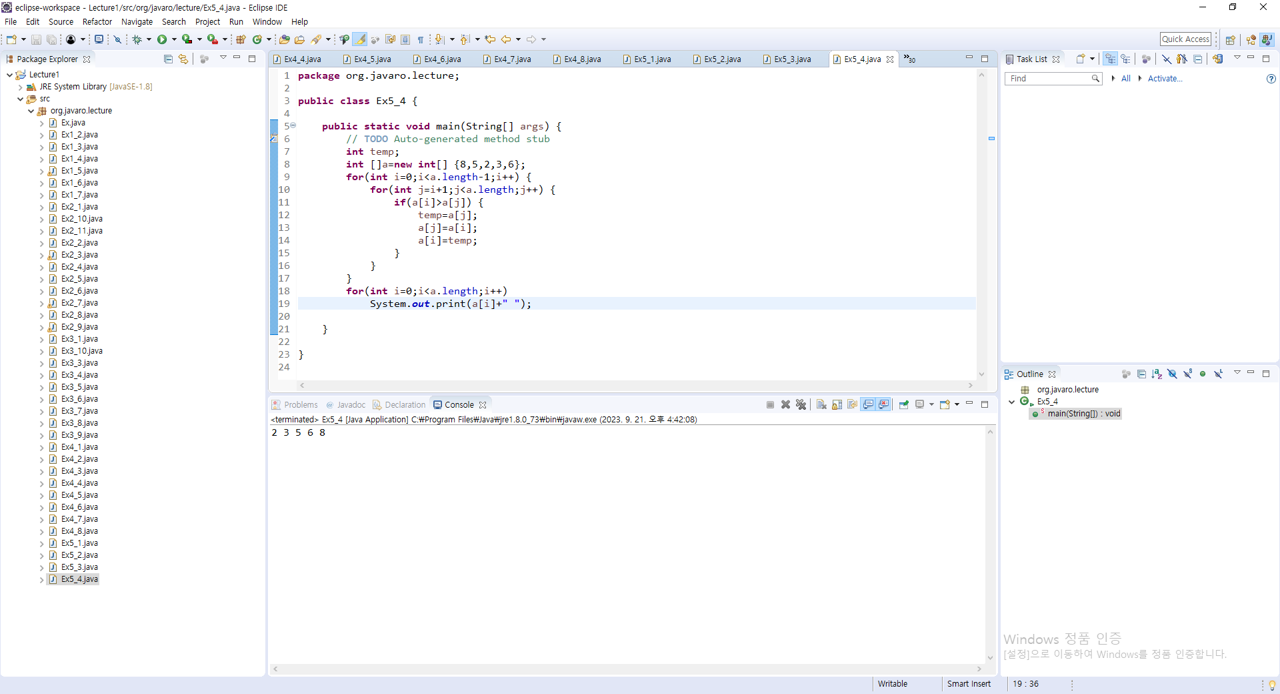 eclipse-workspace - Lecture1/src/org/javaro/lecture/Ex5_4.java - Eclipse IDE
File Edit Source Refactor Navigate Search Project Run Window Help
Quick Access
Package Explorer
Lecture1
JRE System Library [JavaSE-1.8]
src
org.javaro.lecture
Ex.java
Ex1_2.java
Ex1_3.java
Ex1_4.java
Ex1_5.java
Ex1_6.java
Ex1_7.java
Ex2_1.java
Ex2_10.java
Ex2_11.java
Ex2_2.java
Ex2_3.java
Ex2_4.java
Ex2_5.java
Ex2_6.java
Ex2_7.java
Ex2_8.java
Ex2_9.java
Ex3_1.java
Ex3_10.java
Ex3_3.java
Ex3_4.java
Ex3_5.java
Ex3_6.java
Ex3_7.java
Ex3_8.java
Ex3_9.java
Ex4_1.java
Ex4_2.java
Ex4_3.java
Ex4_4.java
Ex4_5.java
Ex4_6.java
Ex4_7.java
Ex4_8.java
Ex5_1.java
Ex5_2.java
Ex5_3.java
Ex5_4.java
Ex4_4.java Ex4_5.java Ex4_6.java Ex4_7.java Ex4_8.java Ex5_1.java Ex5_2.java Ex5_3.java Ex5_4.java »30
1 package org.javaro.lecture;
2
3 public class Ex5_4 {
4
5 public static void main(String[] args) {
6 // TODO Auto-generated method stub
7 int temp;
8 int []a=new int[] {8,5,2,3,6};
9 for(int i=0;i<a.length-1;i++) {
10 for(int j=i+1;j<a.length;j++) {
11 if(a[i]>a[j]) {
12 temp=a[j];
13 a[j]=a[i];
14 a[i]=temp;
15 }
16 }
17 }
18 for(int i=0;i<a.length;i++)
19 System.out.print(a[i]+" ");
20
21 }
22
23 }
24
Problems Javadoc Declaration Console
<terminated> Ex5_4 [Java Application] C:₩Program Files₩Java₩jre1.8.0_73₩bin₩javaw.exe (2023. 9. 21. 오후 4:42:08)
2 3 5 6 8
Task List
Find All Activate...
Outline
org.javaro.lecture
Ex5_4
main(String[]) : void
Windows 정품 인증
[설정]으로 이동하여 Windows를 정품 인증합니다.
Writable Smart Insert 19 : 36